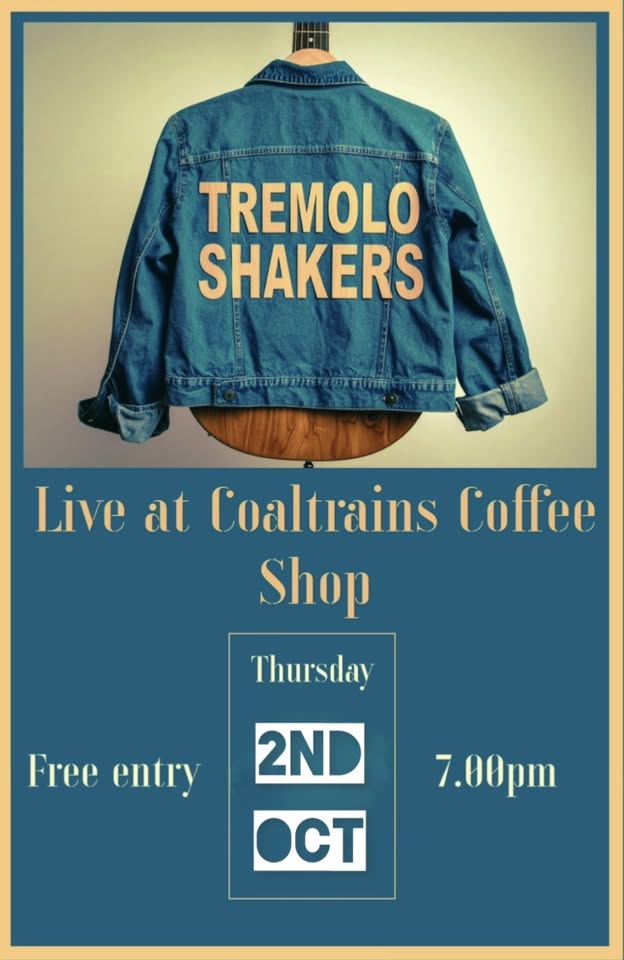 TREMOLO
SHAKERS
Live at Coaltrains Coffee
Shop
Thursday
2ND
OCT
Free entry
7.00pm